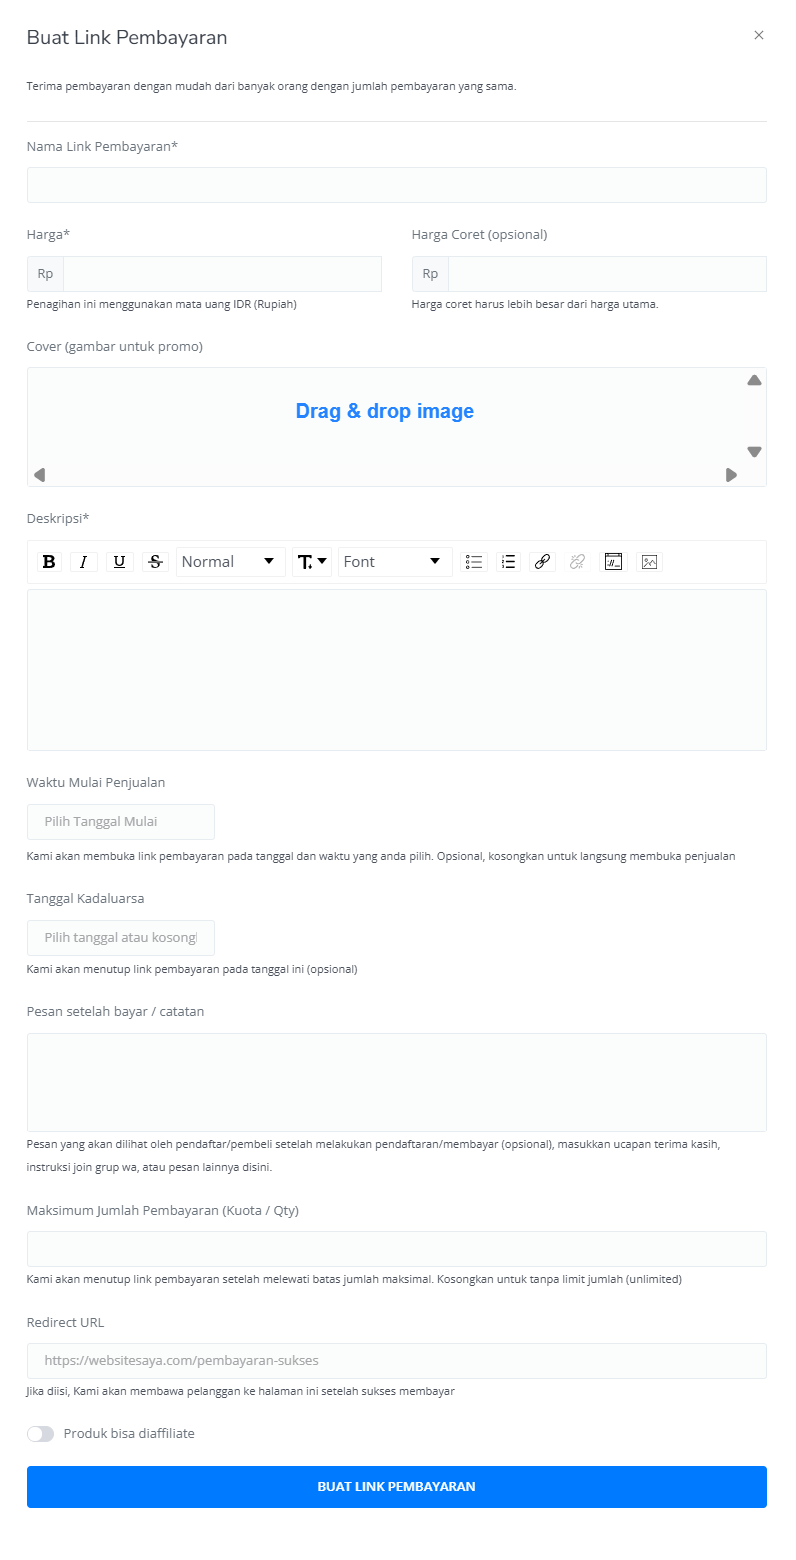 Buat Link Pembayaran
Terima pembayaran dengan mudah dari banyak orang dengan jumlah pembayaran yang sama.
Nama Link Pembayaran*
Harga*
Harga Coret (opsional)
Rp
Rp
Penagihan ini menggunakan mata uang IDR (Rupiah)
Harga coret harus lebih besar dari harga utama.
Cover (gambar untuk promo)
Drag & drop image
Deskripsi*
B I U S Normal T Font
Waktu Mulai Penjualan
Pilih Tanggal Mulai
Kami akan membuka link pembayaran pada tanggal dan waktu yang anda pilih. Opsional, kosongkan untuk langsung membuka penjualan
Tanggal Kadaluarsa
Pilih tanggal atau kosong
Kami akan menutup link pembayaran pada tanggal ini (opsional)
Pesan setelah bayar / catatan
Pesan yang akan dilihat oleh pendaftar/pembeli setelah melakukan pendaftaran/membayar (opsional), masukkan ucapan terima kasih,
instruksi join grup wa, atau pesan lainnya disini.
Maksimum Jumlah Pembayaran (Kuota / Qty)
Kami akan menutup link pembayaran setelah melewati batas jumlah maksimal. Kosongkan untuk tanpa limit jumlah (unlimited)
Redirect URL
https://websitesaya.com/pembayaran-sukses
Jika diisi, Kami akan membawa pelanggan ke halaman ini setelah sukses membayar
Produk bisa diaffiliate
BUAT LINK PEMBAYARAN